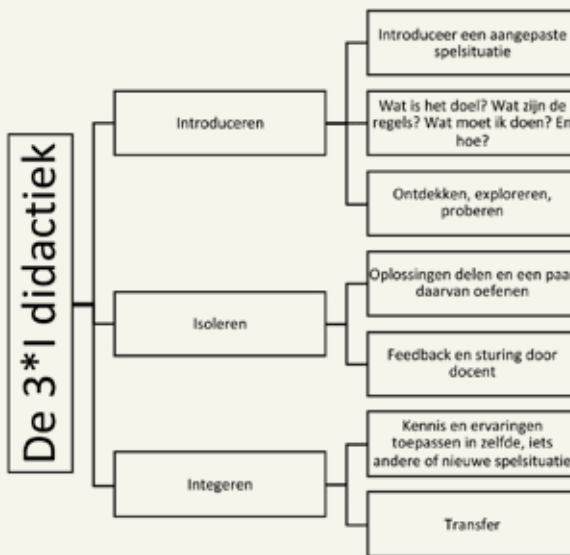 De 3*I didactiek
Introduceren
Introduceer een aangepaste
spelsituatie
Wat is het doel? Wat zijn de
regels? Wat moet ik doen? En
hoe?
Ontdekken, exploreren,
proberen
Isoleren
Oplossingen delen en een paar
daarvan oefenen
Feedback en sturing door
docent
Integeren
Kennis en ervaringen
toepassen in zelfde, iets
andere of nieuwe spelsituatie
Transfer